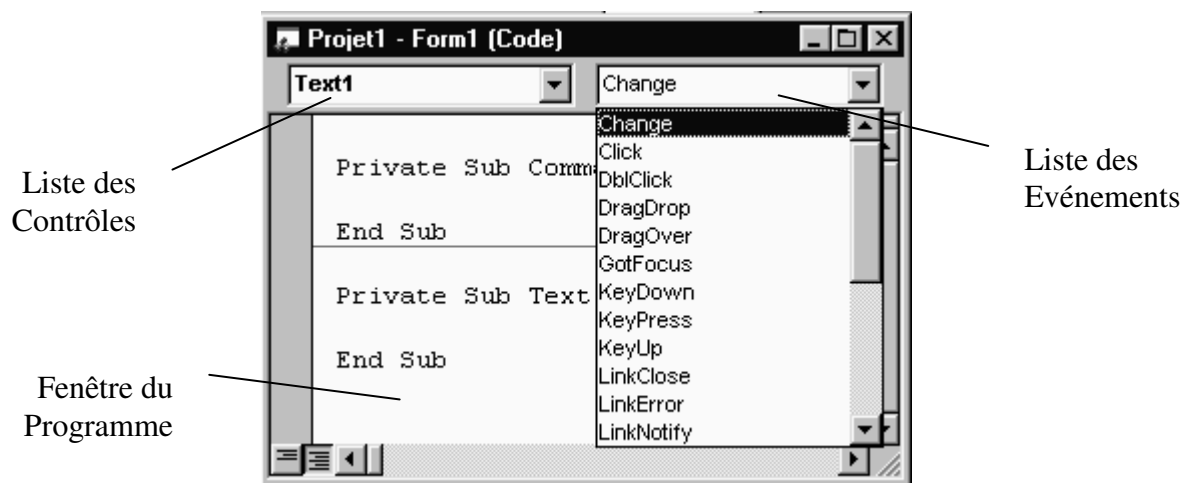 Projet1 - Form1 (Code)
Text1
Change
Change
Click
DblClick
DragDrop
DragOver
GotFocus
KeyDown
KeyPress
KeyUp
LinkClose
LinkError
LinkNotify
Private Sub Comm
End Sub
Private Sub Text
End Sub
Liste des
Contrôles
Fenêtre du
Programme
Liste des
Evénements